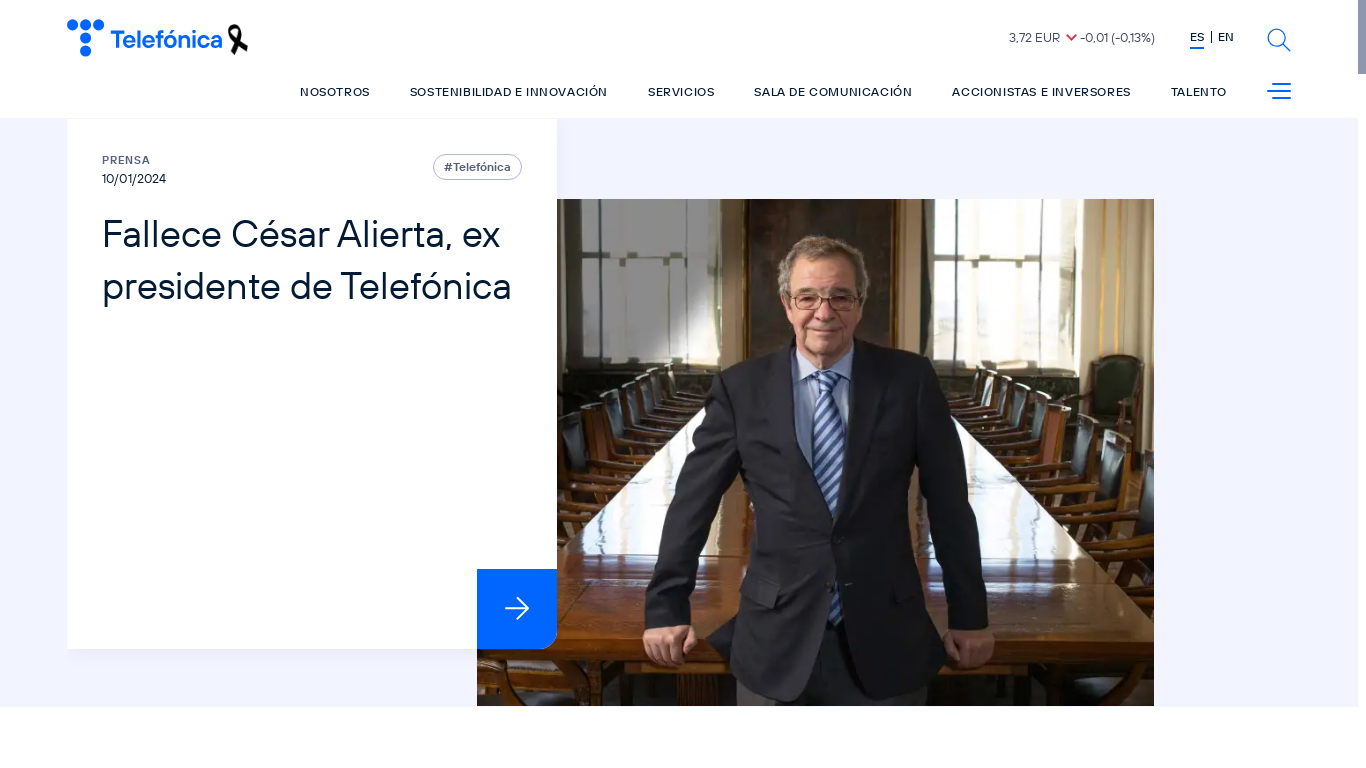 Telefónica
3,72 EUR -0,01 (-0,13%)
ES | EN
NOSOTROS
SOSTENIBILIDAD E INNOVACIÓN
SERVICIOS
SALA DE COMUNICACIÓN
ACCIONISTAS E INVERSORES
TALENTO
PRENSA
10/01/2024
#Telefónica
Fallece César Alierta, ex
presidente de Telefónica